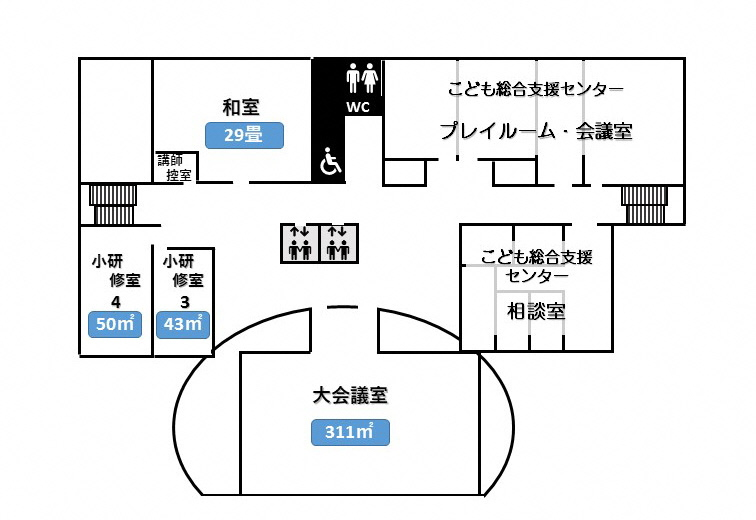 WC
和室
29畳
講師
控室
こども総合支援センター
プレイルーム・会議室
小研
修室
4
50㎡
小研
修室
3
43㎡
こども総合支援
センター
相談室
大会議室
311㎡